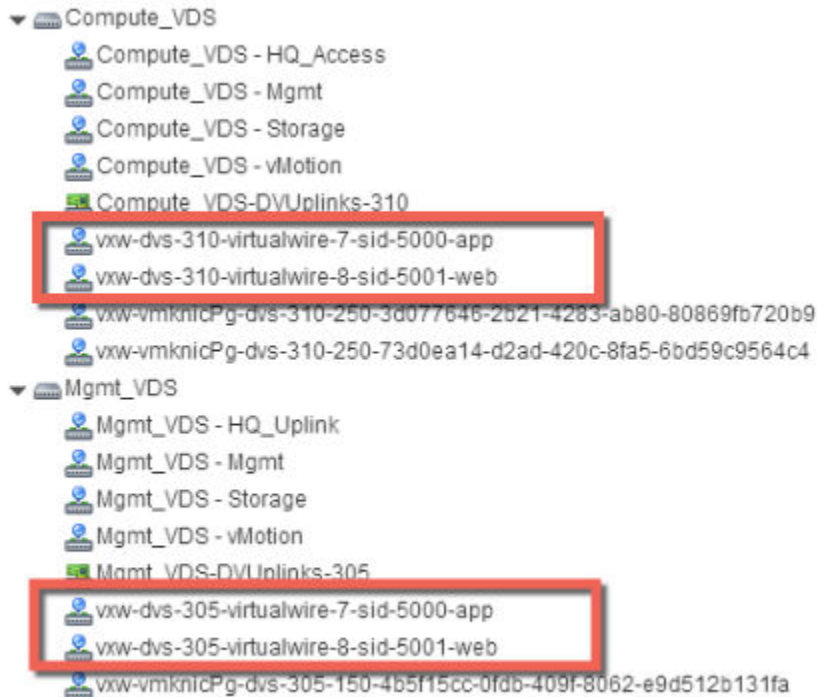 Compute_VDS
Compute_VDS - HQ_Access
Compute_VDS - Mgmt
Compute_VDS - Storage
Compute_VDS - vMotion
Compute_VDS-DVUplinks-310
vxw-dvs-310-virtualwire-7-sid-5000-app
vxw-dvs-310-virtualwire-8-sid-5001-web
vxw-vmknicPg-dvs-310-250-3d077646-2b21-4283-ab80-80869fb720b9
vxw-vmknicPg-dvs-310-250-73d0ea14-d2ad-420c-8fa5-6bd59c9564c4
Mgmt_VDS
Mgmt_VDS - HQ_Uplink
Mgmt_VDS - Mgmt
Mgmt_VDS - Storage
Mgmt_VDS - vMotion
Mgmt_VDS-DVUplinks-305
vxw-dvs-305-virtualwire-7-sid-5000-app
vxw-dvs-305-virtualwire-8-sid-5001-web
vxw-vmknicPg-dvs-305-150-4b5f15cc-0fdb-409f-8062-e9d512b131fa